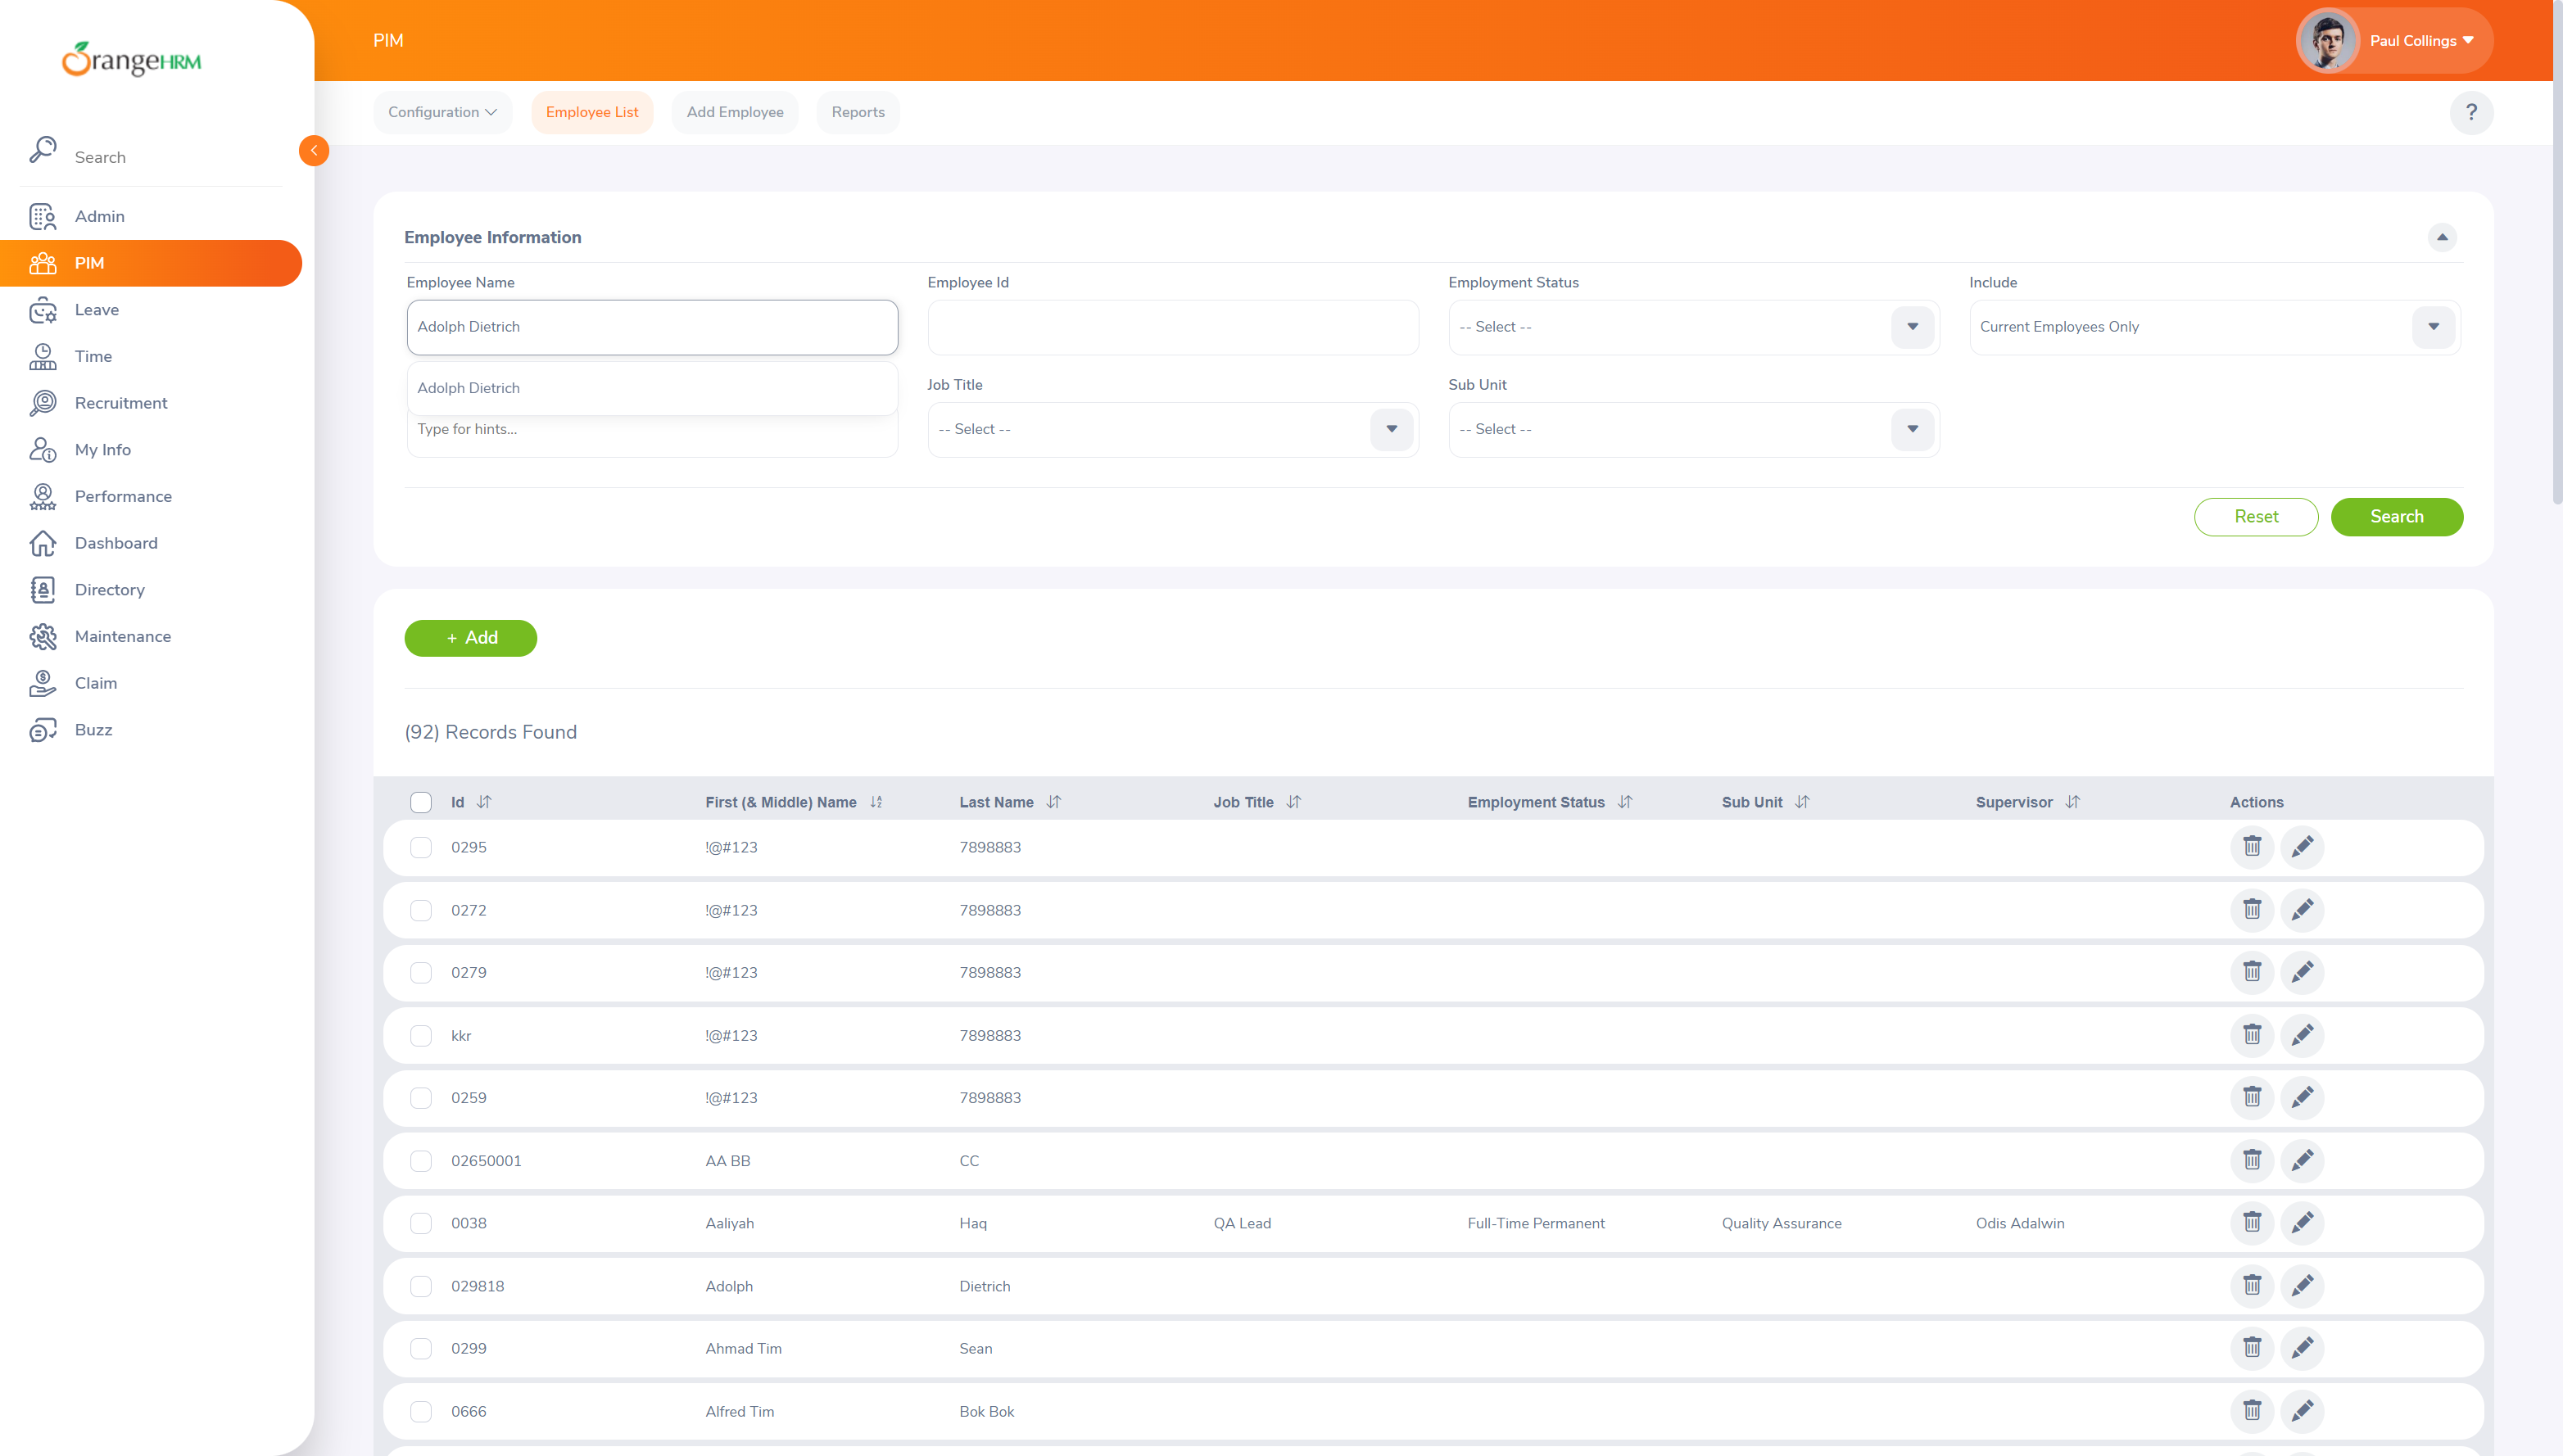 PIM
Paul Collings
OrangeHRM
Configuration
Employee List
Add Employee
Reports
?
Search
Admin
PIM
Leave
Time
Recruitment
My Info
Performance
Dashboard
Directory
Maintenance
Claim
Buzz
Employee Information
Employee Name
Employee Id
Employment Status
Include
Adolph Dietrich
-- Select --
Current Employees Only
Adolph Dietrich
Job Title
Sub Unit
Type for hints...
-- Select --
-- Select --
Reset
Search
+ Add
(92) Records Found
Id First (& Middle) Name Last Name Job Title Employment Status Sub Unit Supervisor Actions
0295 !@#123 7898883
0272 !@#123 7898883
0279 !@#123 7898883
kkr !@#123 7898883
0259 !@#123 7898883
02650001 AA BB CC
0038 Aaliyah Haq QA Lead Full-Time Permanent Quality Assurance Odis Adalwin
029818 Adolph Dietrich
0299 Ahmad Tim Sean
0666 Alfred Tim Bok Bok